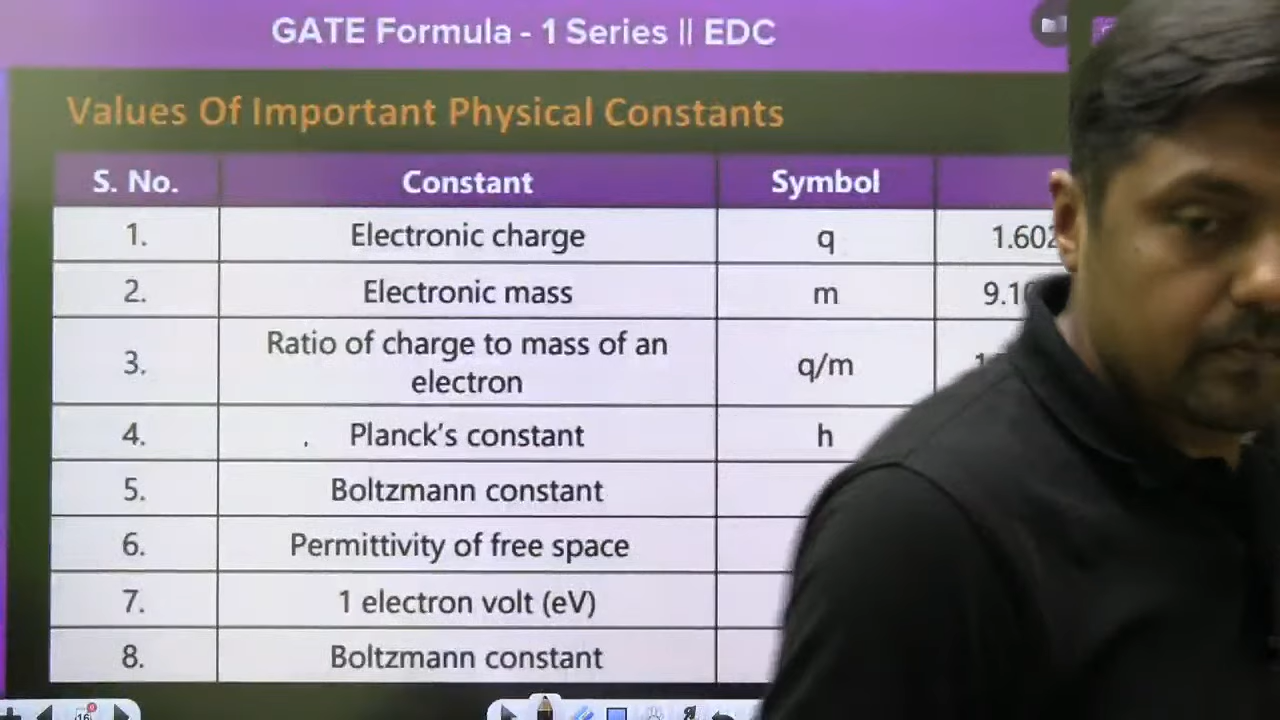 GATE Formula - 1 Series || EDC
Values Of Important Physical Constants
S. No. Constant Symbol
1. Electronic charge q 1.602
2. Electronic mass m 9.1
3. Ratio of charge to mass of an electron q/m
4. Planck's constant h
5. Boltzmann constant
6. Permittivity of free space
7. 1 electron volt (eV)
8. Boltzmann constant
16